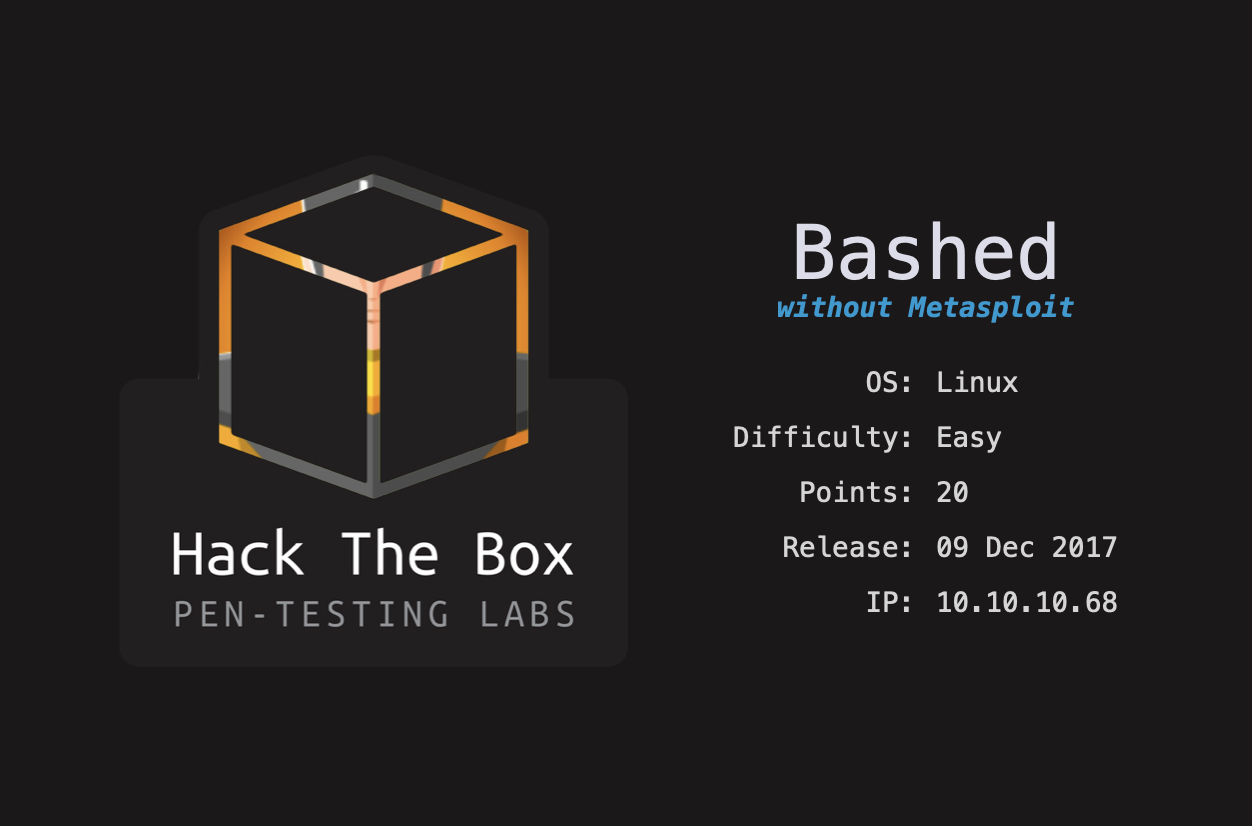 Hack The Box
PEN-TESTING LABS
Bashed
without Metasploit
OS: Linux
Difficulty: Easy
Points: 20
Release: 09 Dec 2017
IP: 10.10.10.68